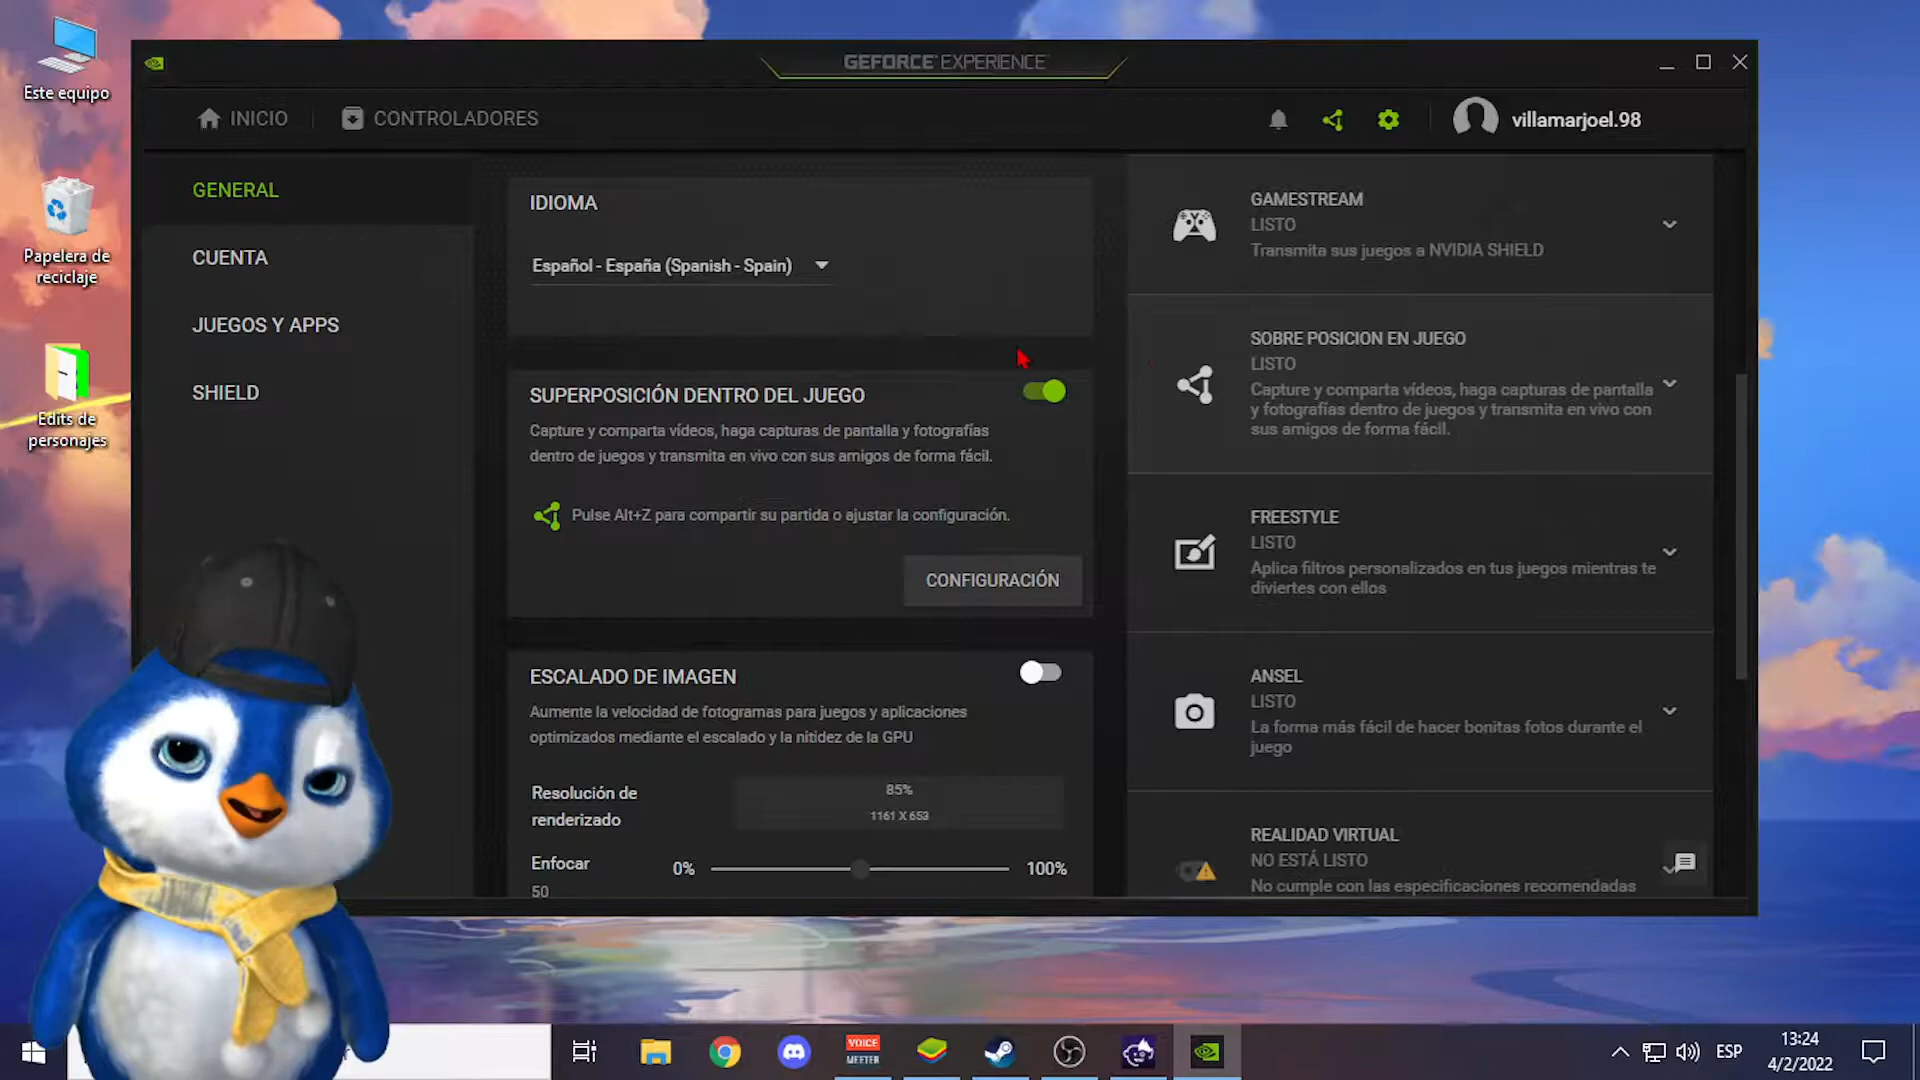 Este equipo
Papelera de
reciclaje
Edits de
personajes
GEFORCE EXPERIENCE
INICIO
CONTROLADORES
villamarjoel.98
GENERAL
CUENTA
JUEGOS Y APPS
SHIELD
IDIOMA
Español - España (Spanish - Spain)
SUPERPOSICIÓN DENTRO DEL JUEGO
Capture y comparta vídeos, haga capturas de pantalla y fotografías
dentro de juegos y transmita en vivo con sus amigos de forma fácil.
Pulse Alt+Z para compartir su partida o ajustar la configuración.
CONFIGURACIÓN
ESCALADO DE IMAGEN
Aumente la velocidad de fotogramas para juegos y aplicaciones
optimizados mediante el escalado y la nitidez de la GPU
Resolución de
renderizado
85%
1161 X 653
Enfocar
50
0%
100%
GAMESTREAM
LISTO
Transmita sus juegos a NVIDIA SHIELD
SOBRE POSICION EN JUEGO
LISTO
Capture y comparta vídeos, haga capturas de pantalla
y fotografías dentro de juegos y transmita en vivo con
sus amigos de forma fácil.
FREESTYLE
LISTO
Aplica filtros personalizados en tus juegos mientras te
diviertes con ellos
ANSEL
LISTO
La forma más fácil de hacer bonitas fotos durante el
juego
REALIDAD VIRTUAL
NO ESTÁ LISTO
No cumple con las especificaciones recomendadas
VOICE
MEETER
ESP
13:24
4/2/2022